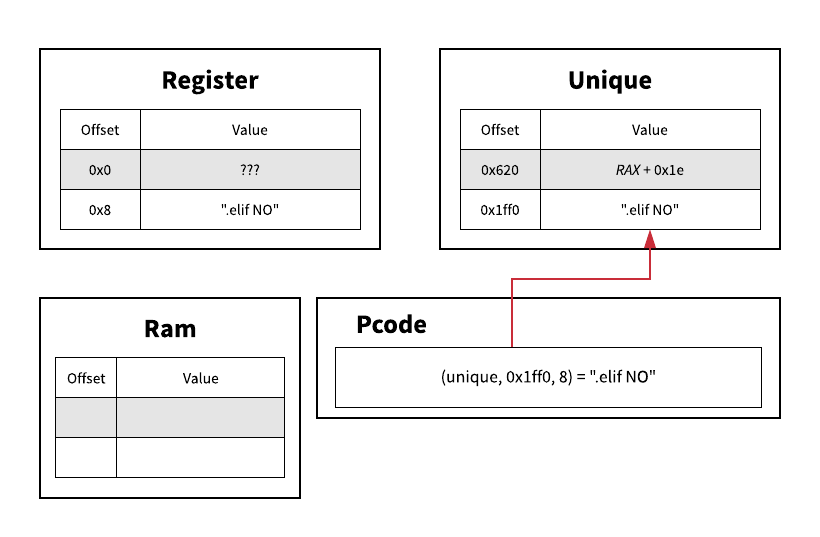 Register
Offset Value
0x0 ???
0x8 ".elif NO"
Unique
Offset Value
0x620 RAX + 0x1e
0x1ff0 ".elif NO"
Ram
Offset Value
Pcode
(unique, 0x1ff0, 8) = ".elif NO"